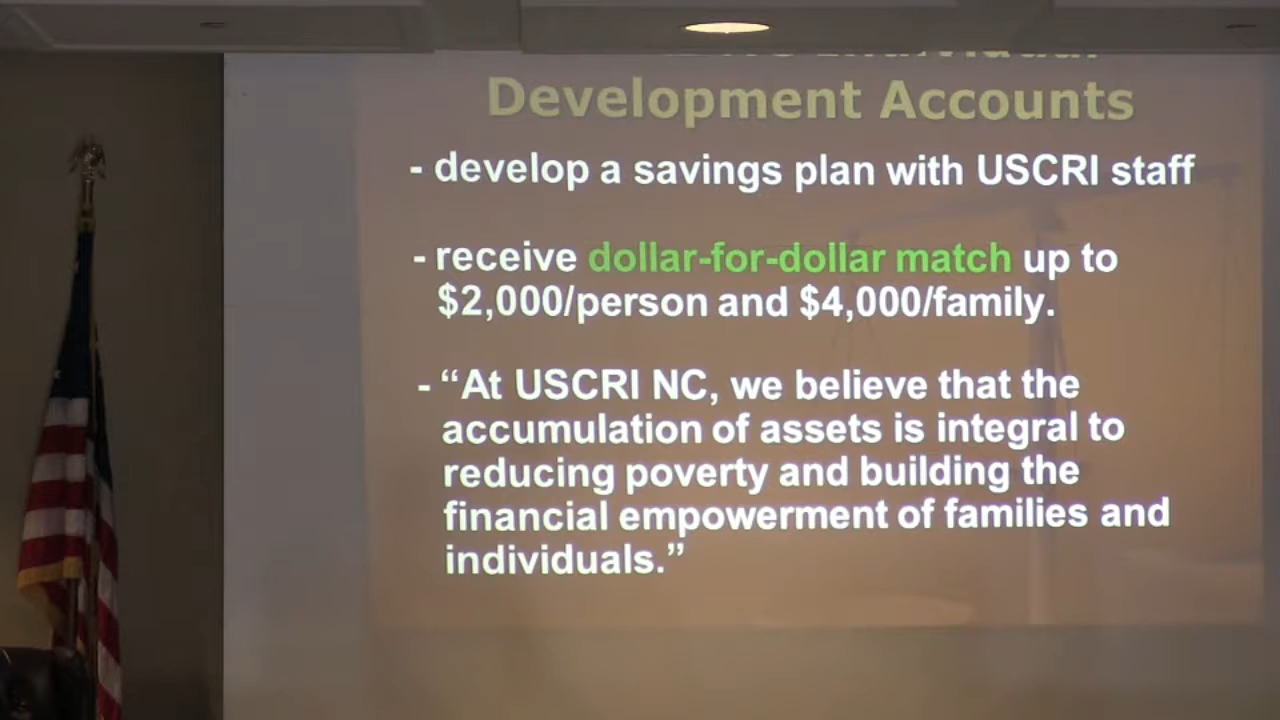 Development Accounts
- develop a savings plan with USCRI staff
- receive dollar-for-dollar match up to
$2,000/person and $4,000/family.
- “At USCRI NC, we believe that the
accumulation of assets is integral to
reducing poverty and building the
financial empowerment of families and
individuals.”